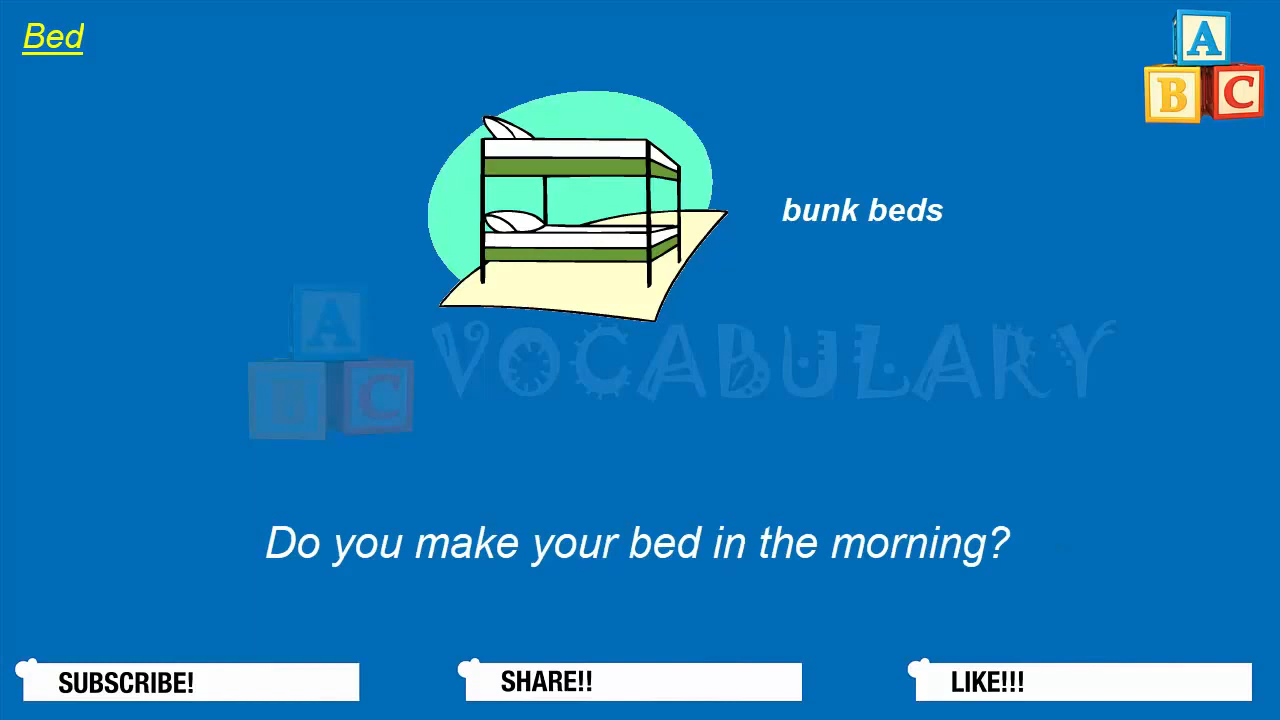 Bed
A
B C
bunk beds
A
B C
VOCABULARY
Do you make your bed in the morning?
SUBSCRIBE!
SHARE!!
LIKE!!!